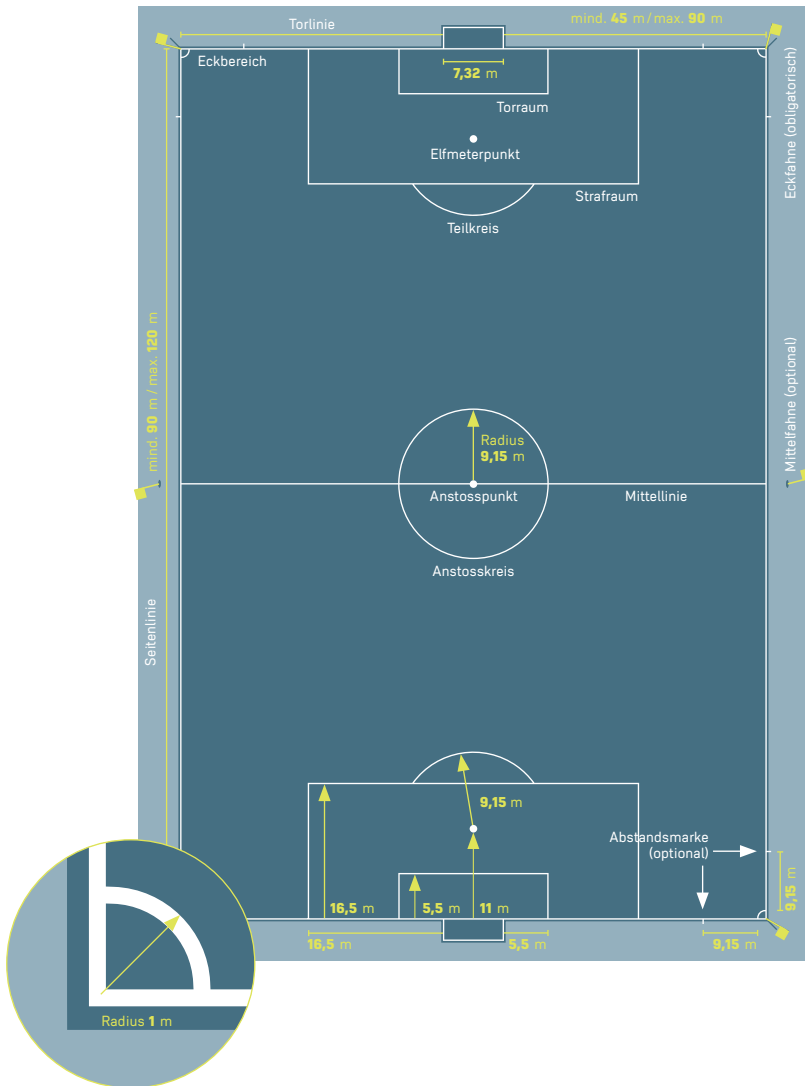 Torlinie
mind. 45 m / max. 90 m
Eckbereich
7,32 m
Torraum
Eckfahne (obligatorisch)
Elfmeterpunkt
Strafraum
Teilkreis
mind. 90 m / max. 120 m
Mittelfahne (optional)
Radius
9,15 m
Anstosspunkt
Mittellinie
Anstosskreis
Seitenlinie
9,15 m
Abstandsmarke
(optional)
9,15 m
16,5 m
5,5 m
11 m
16,5 m
5,5 m
9,15 m
Radius 1 m